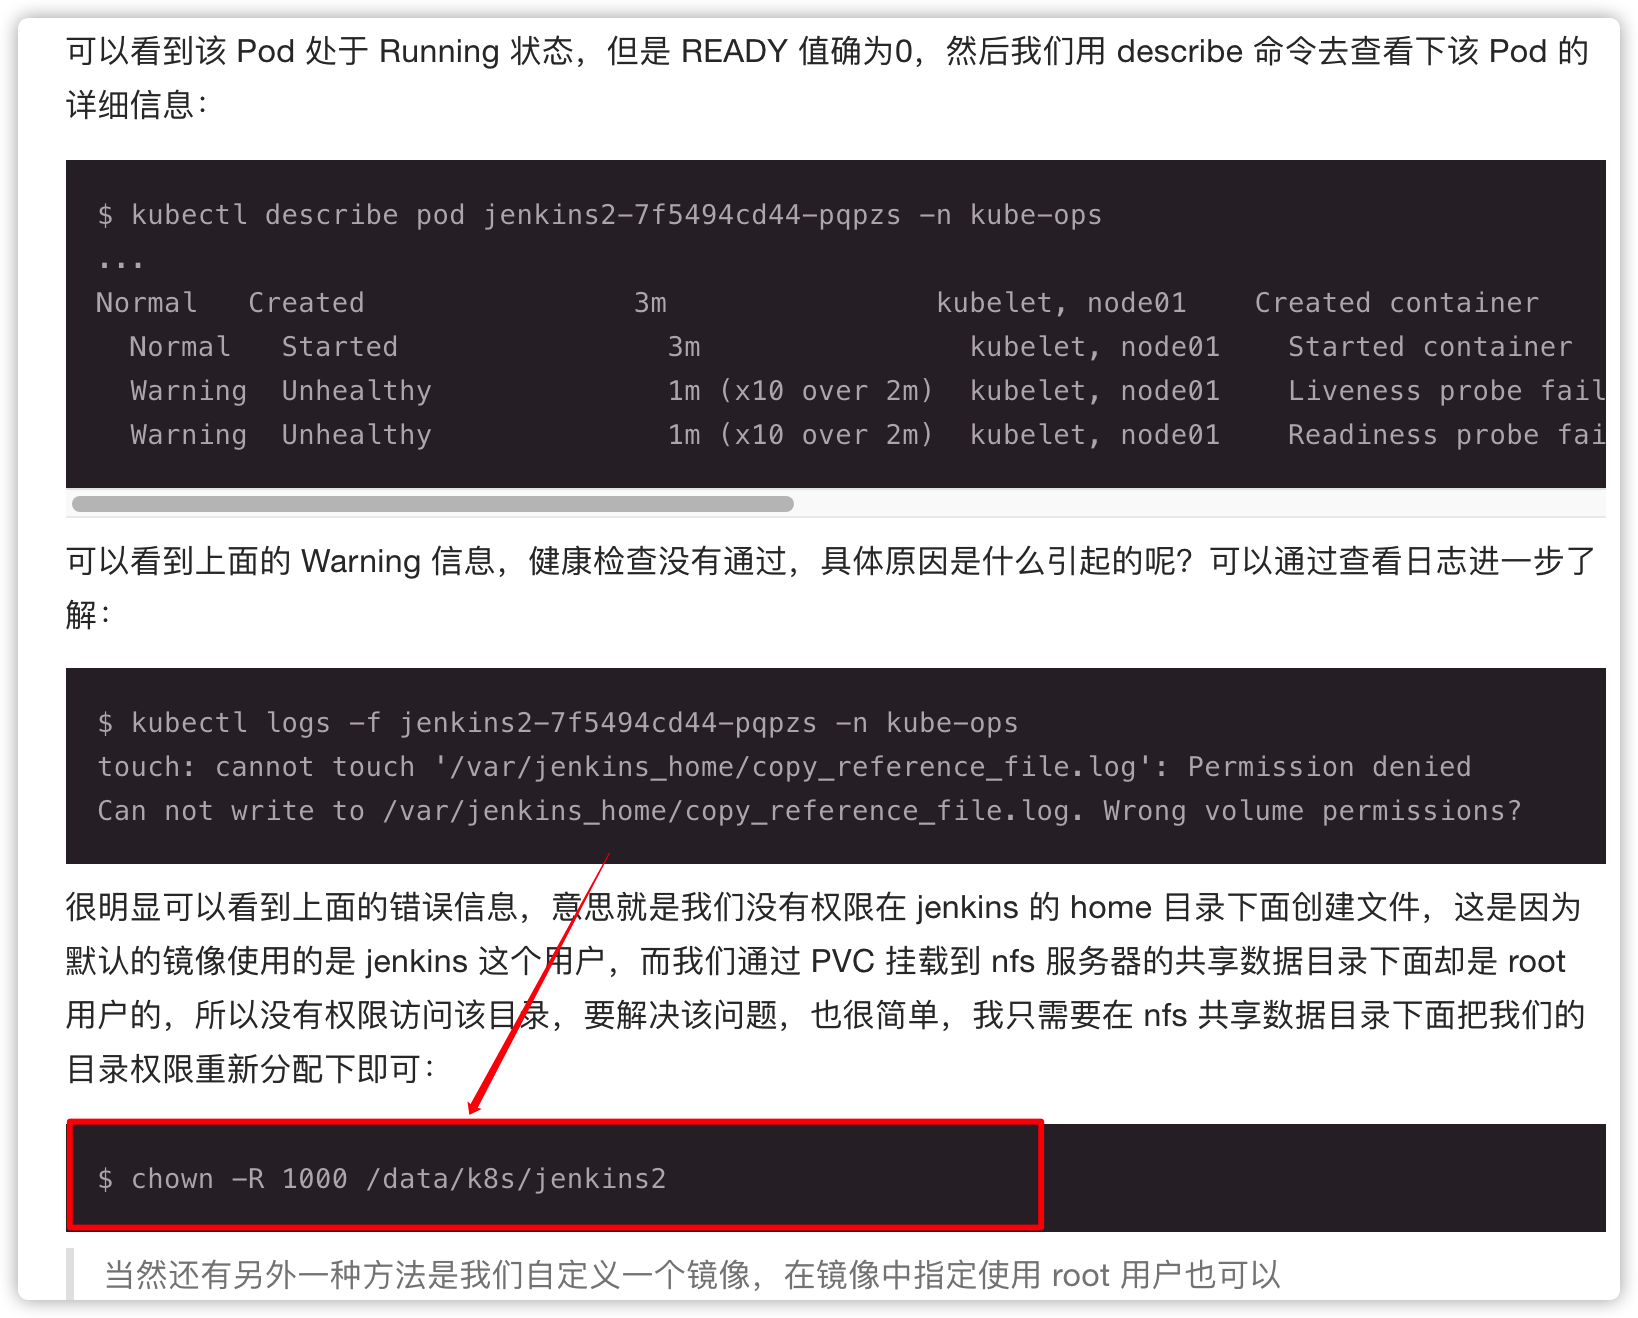 可以看到该 Pod 处于 Running 状态，但是 READY 值确为0，然后我们用 describe 命令去查看下该 Pod 的
详细信息：
$ kubectl describe pod jenkins2-7f5494cd44-pqpzs -n kube-ops
...
Normal   Created                3m                kubelet, node01    Created container
  Normal   Started                3m                kubelet, node01    Started container
  Warning  Unhealthy              1m (x10 over 2m)  kubelet, node01    Liveness probe fail
  Warning  Unhealthy              1m (x10 over 2m)  kubelet, node01    Readiness probe fai
可以看到上面的 Warning 信息，健康检查没有通过，具体原因是什么引起的呢？可以通过查看日志进一步了
解：
$ kubectl logs -f jenkins2-7f5494cd44-pqpzs -n kube-ops
touch: cannot touch '/var/jenkins_home/copy_reference_file.log': Permission denied
Can not write to /var/jenkins_home/copy_reference_file.log. Wrong volume permissions?
很明显可以看到上面的错误信息，意思就是我们没有权限在 jenkins 的 home 目录下面创建文件，这是因为
默认的镜像使用的是 jenkins 这个用户，而我们通过 PVC 挂载到 nfs 服务器的共享数据目录下面却是 root
用户的，所以没有权限访问该目录，要解决该问题，也很简单，我只需要在 nfs 共享数据目录下面把我们的
目录权限重新分配下即可：
$ chown -R 1000 /data/k8s/jenkins2
当然还有另外一种方法是我们自定义一个镜像，在镜像中指定使用 root 用户也可以